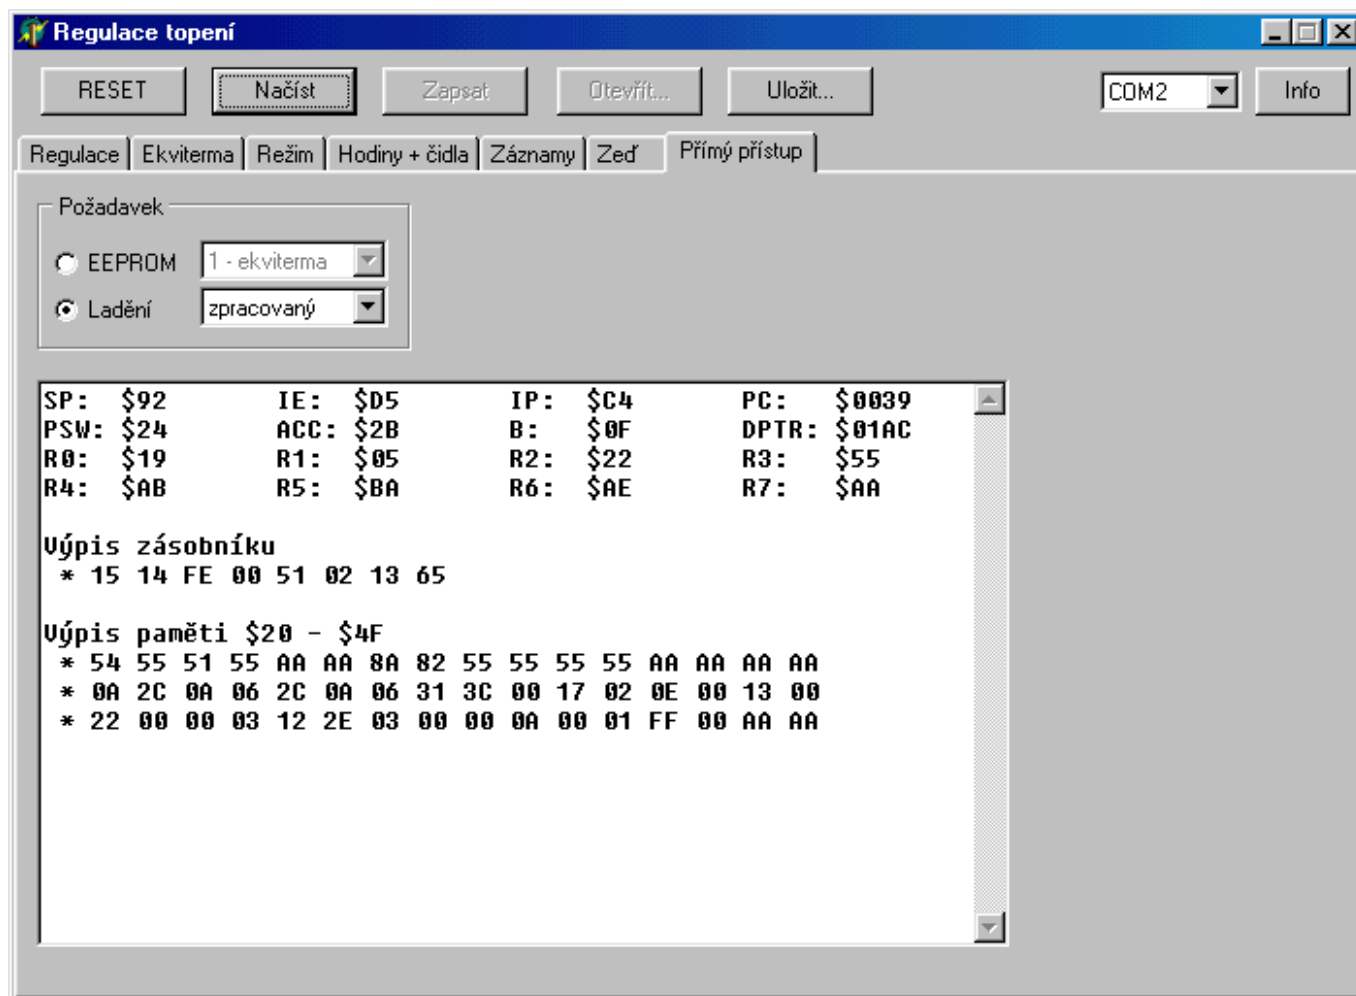 Regulace topení
RESET Načíst Zapsat Otevřít... Uložit... COM2 Info
Regulace Ekviterma Režim Hodiny + čidla Záznamy Zeď Přímý přístup
Požadavek
EEPROM 1 - ekviterma
Ladění zpracovaný
SP: $92 IE: $D5 IP: $C4 PC: $0039
PSW: $24 ACC: $2B B: $0F DPTR: $01AC
R0: $19 R1: $05 R2: $22 R3: $55
R4: $AB R5: $BA R6: $AE R7: $AA
Výpis zásobníku
* 15 14 FE 00 51 02 13 65
Výpis paměti $20 - $4F
* 54 55 51 55 AA AA 8A 82 55 55 55 55 AA AA AA AA
* 0A 2C 0A 06 2C 0A 06 31 3C 00 17 02 0E 00 13 00
* 22 00 00 03 12 2E 03 00 00 0A 00 01 FF 00 AA AA